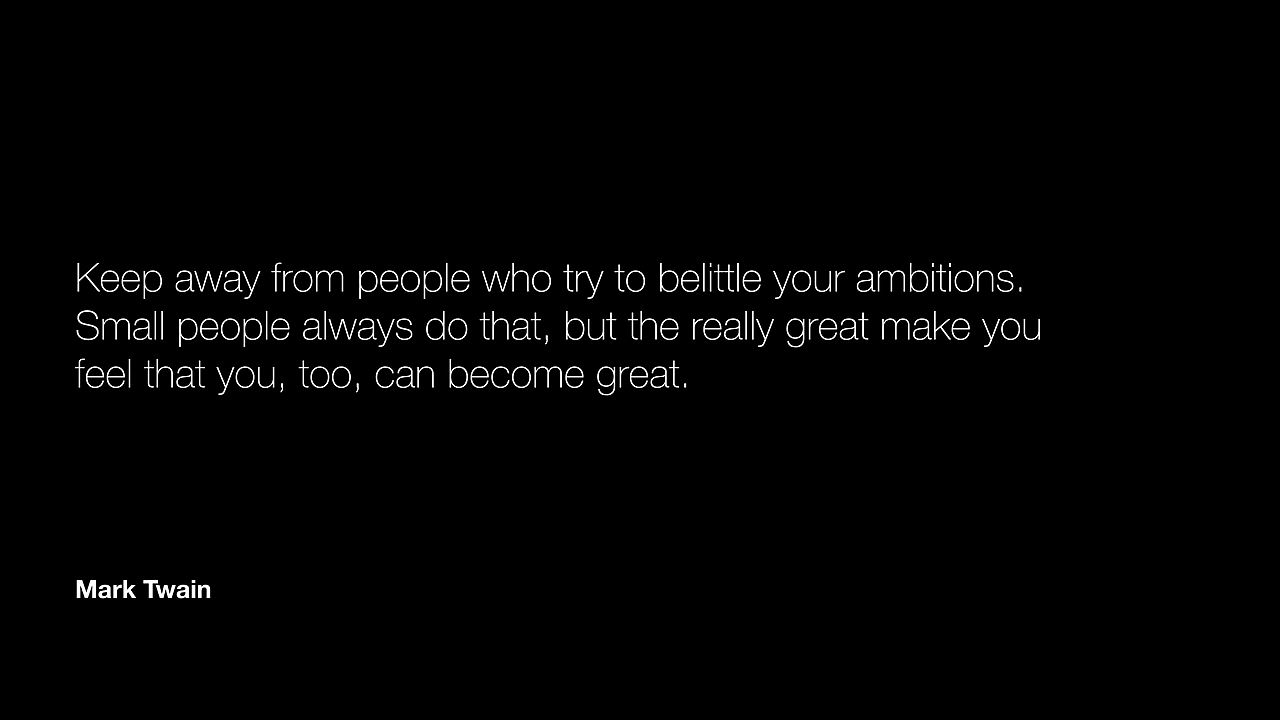 Keep away from people who try to belittle your ambitions.
Small people always do that, but the really great make you
feel that you, too, can become great.
Mark Twain